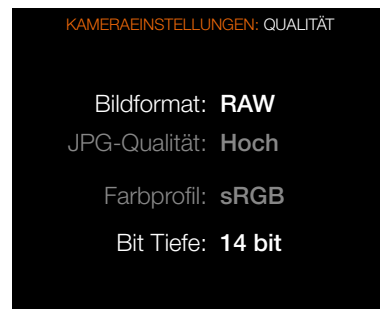 KAMERAEINSTELLUNGEN: QUALITÄT
Bildformat: RAW
JPG-Qualität: Hoch
Farbprofil: sRGB
Bit Tiefe: 14 bit